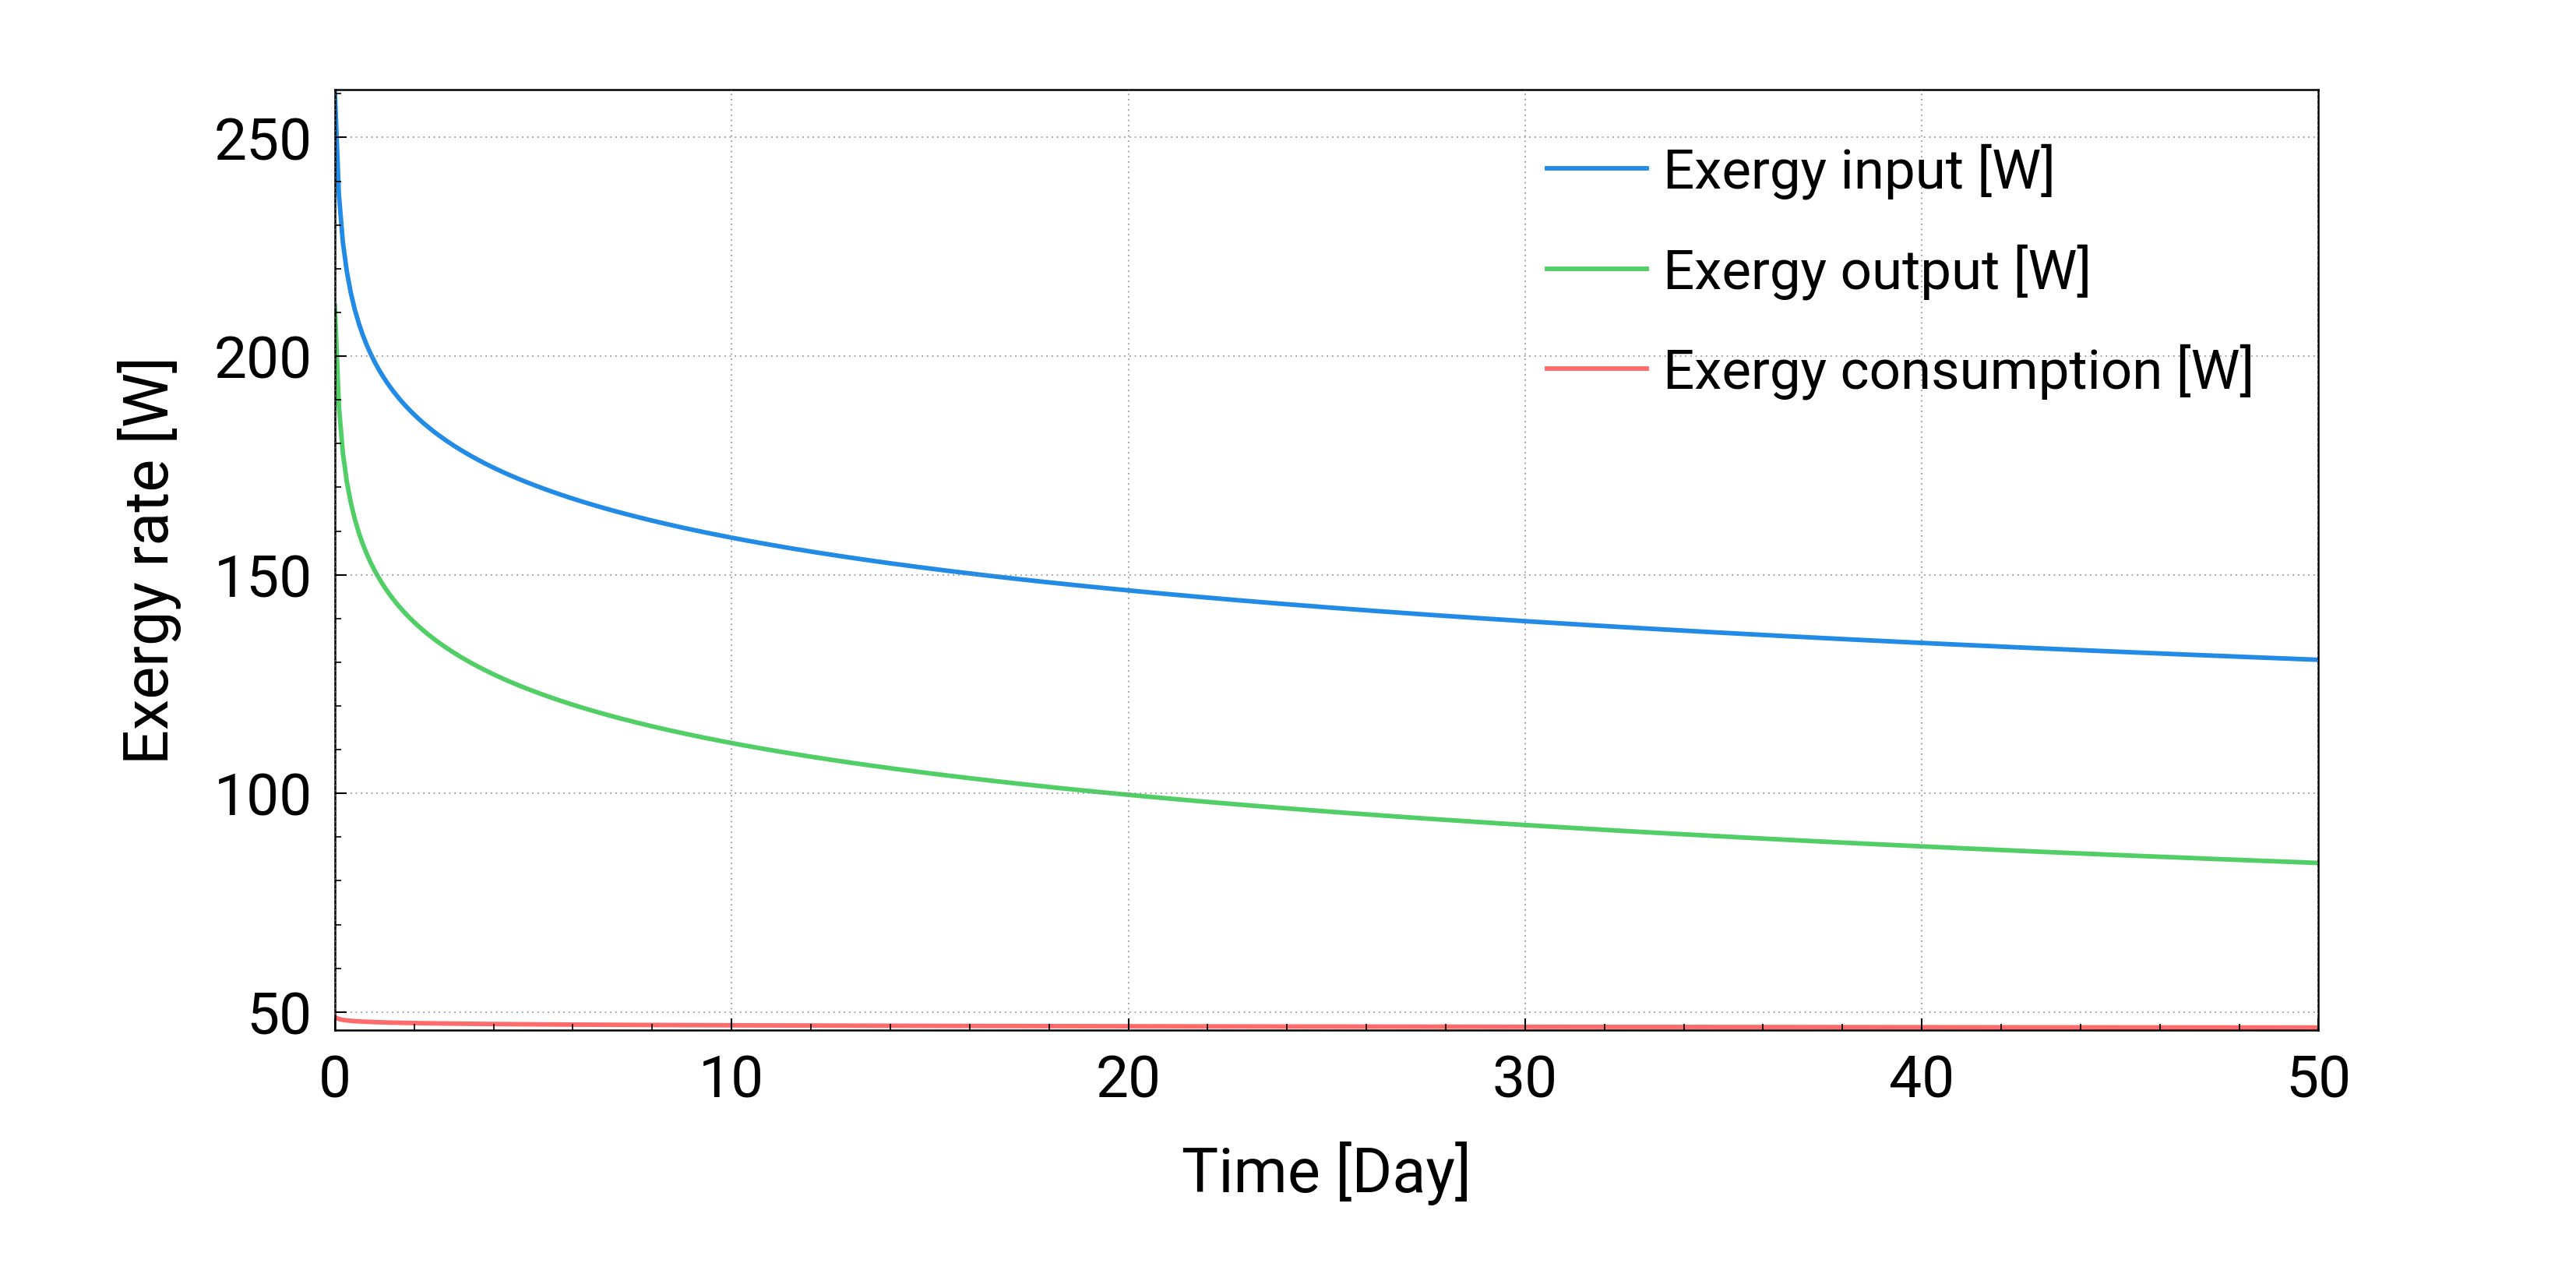 Exergy rate [W]
250
200
150
100
50
Exergy input [W]
Exergy output [W]
Exergy consumption [W]
0 10 20 30 40 50
Time [Day]